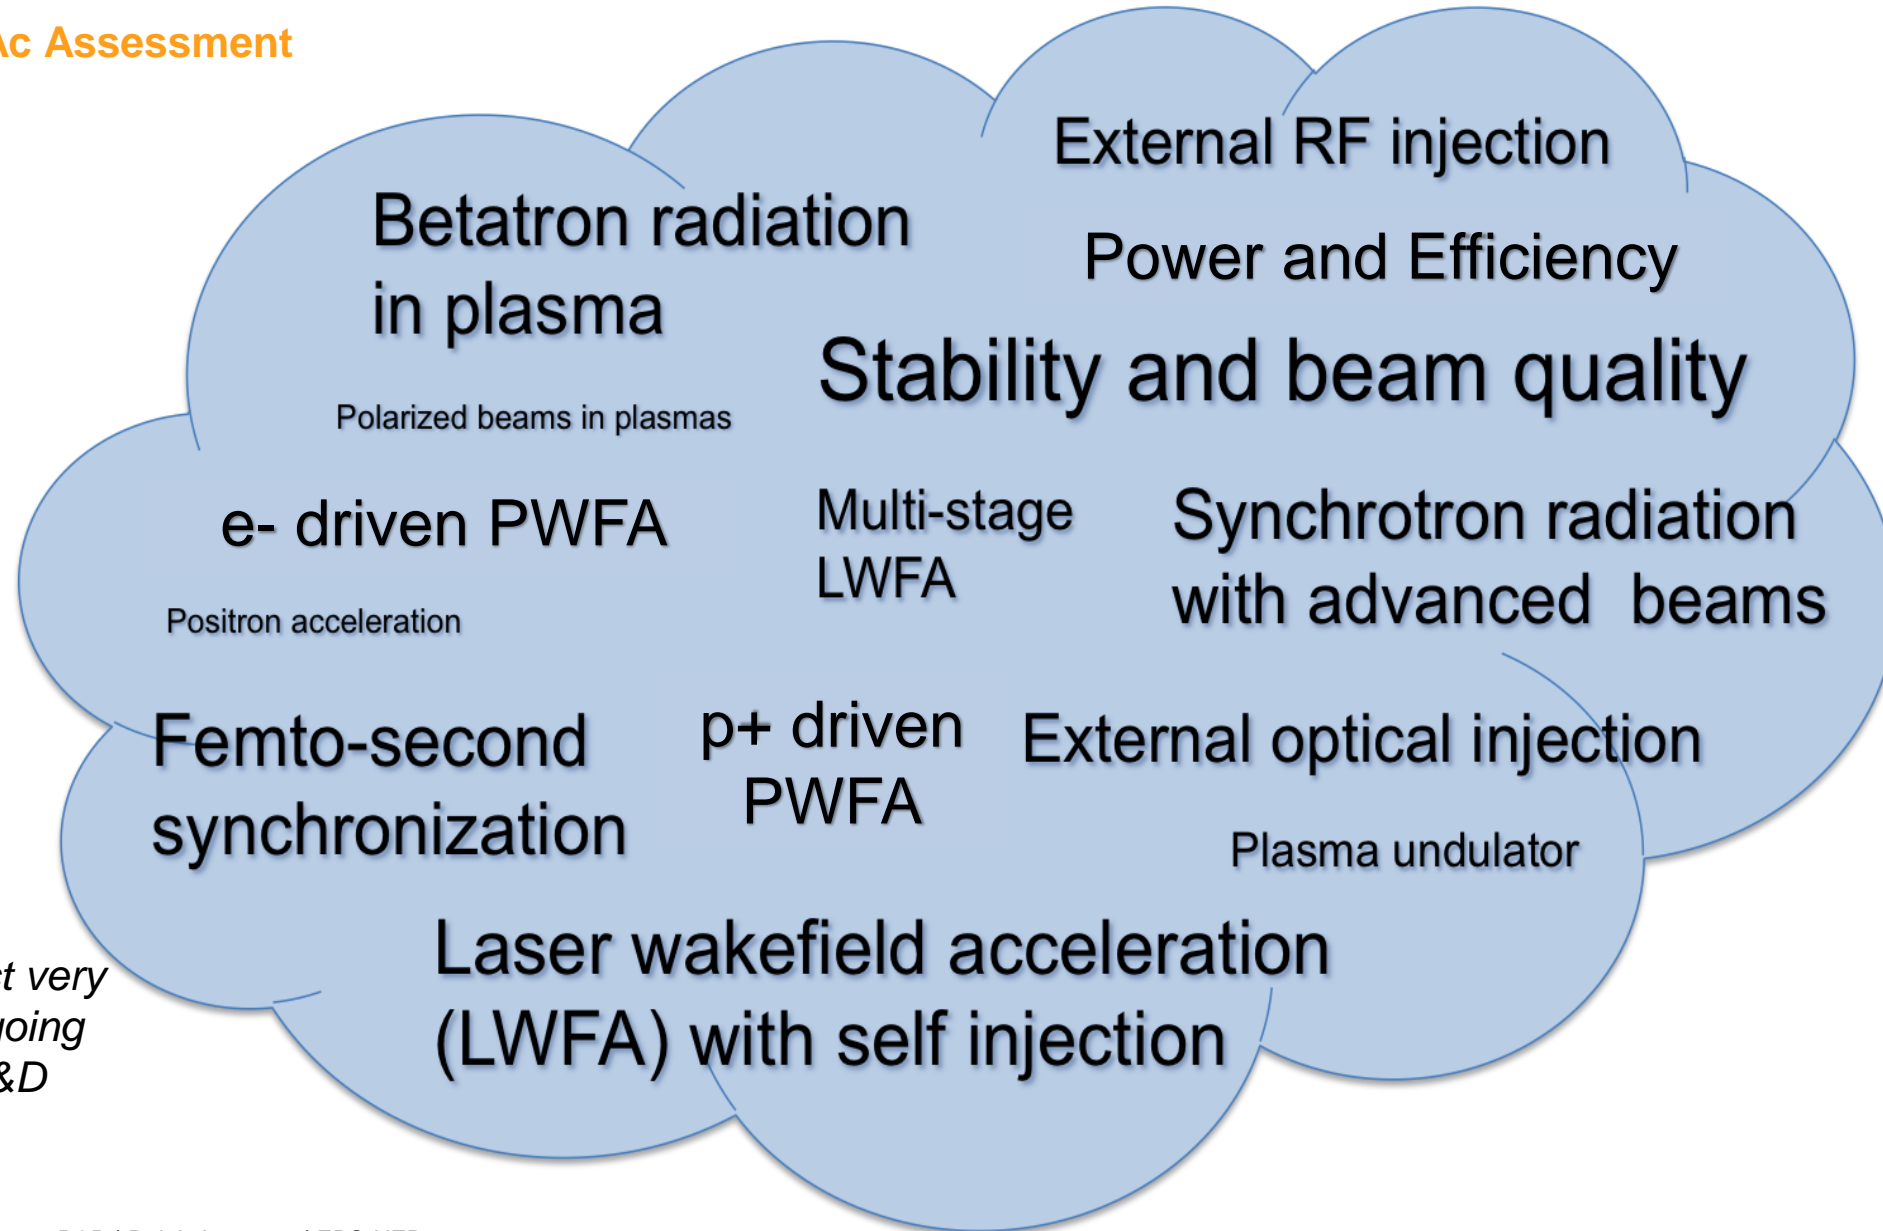 Ac Assessment
External RF injection
Betatron radiation
in plasma
Power and Efficiency
Stability and beam quality
Polarized beams in plasmas
e- driven PWFA
Multi-stage
LWFA
Synchrotron radiation
with advanced beams
Positron acceleration
Femto-second
synchronization
p+ driven
PWFA
External optical injection
Plasma undulator
Laser wakefield acceleration
(LWFA) with self injection
very
going
&D